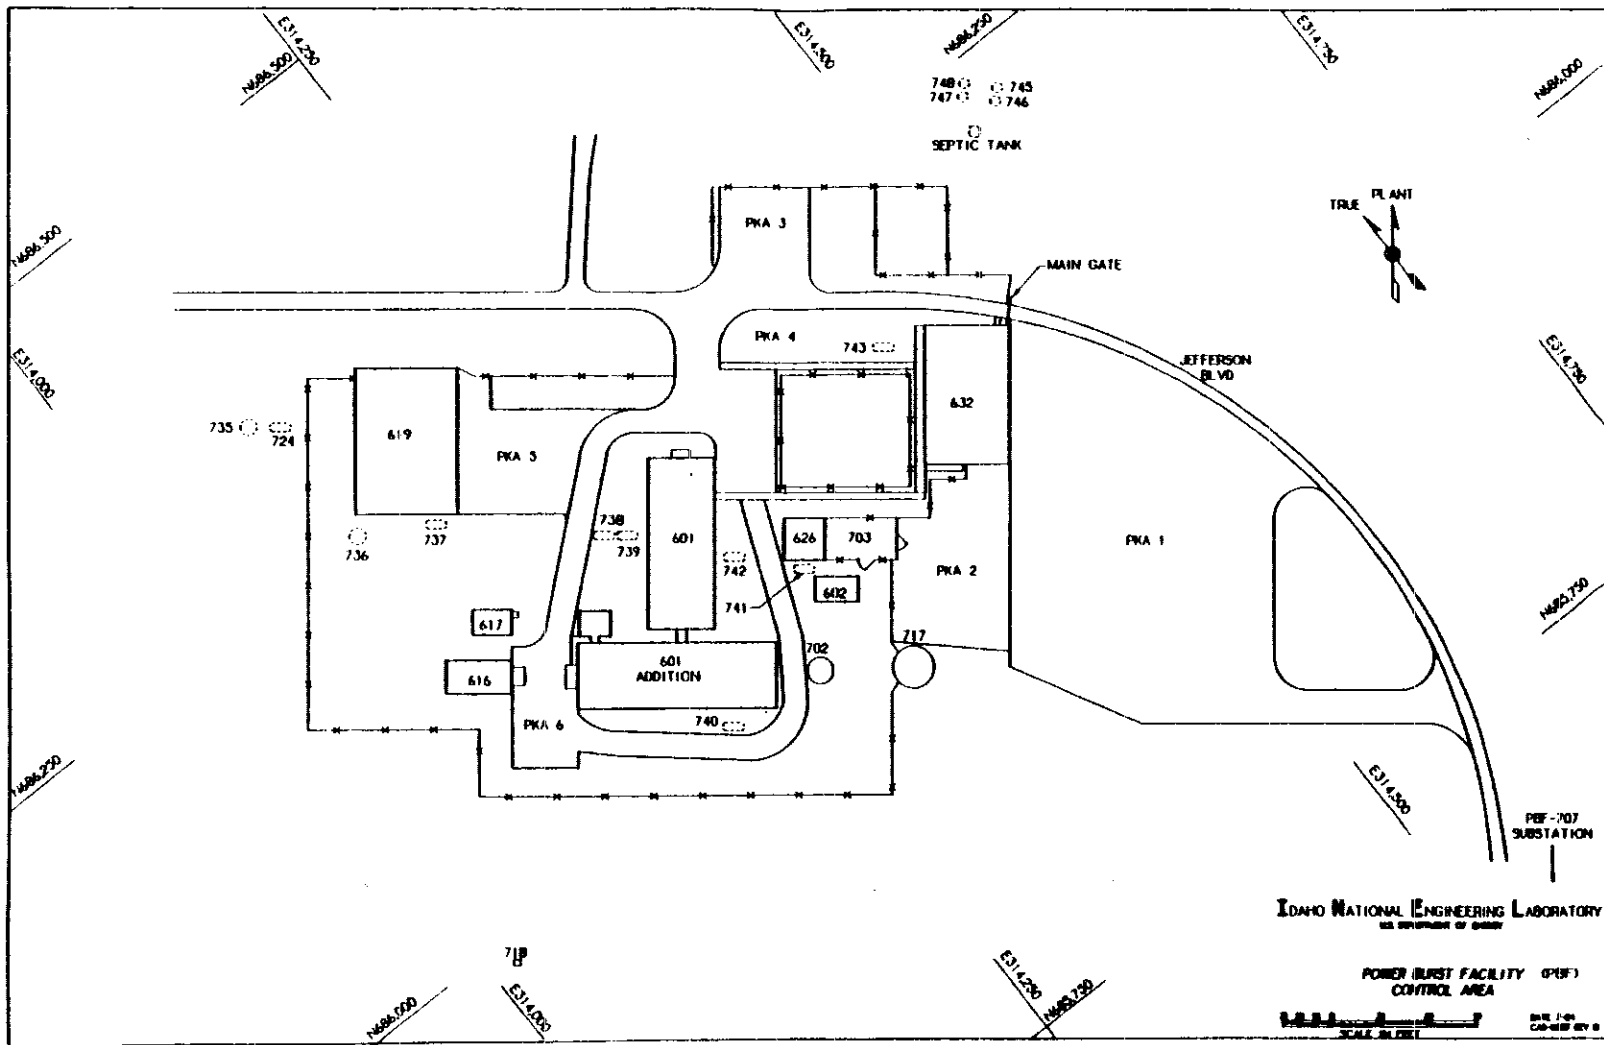 E314,250
N686,500
E314,500
N686,250
E314,750
N686,000
748
745
747
746
SEPTIC TANK
TRUE
PLANT
PKA 3
N686,500
MAIN GATE
PKA 4
743
JEFFERSON
BLVD
E314,000
E314,750
632
735
724
619
PKA 5
738
739
736
737
601
742
626
703
PKA 1
PKA 2
741
602
617
N685,750
702
717
601
ADDITION
616
PKA 6
740
N686,250
E314,500
PBF-707
SUBSTATION
IDAHO NATIONAL ENGINEERING LABORATORY
U.S. DEPARTMENT OF ENERGY
E314,250
N686,000
E314,000
N685,750
POWER BURST FACILITY (PBF)
CONTROL AREA
SCALE IN FEET